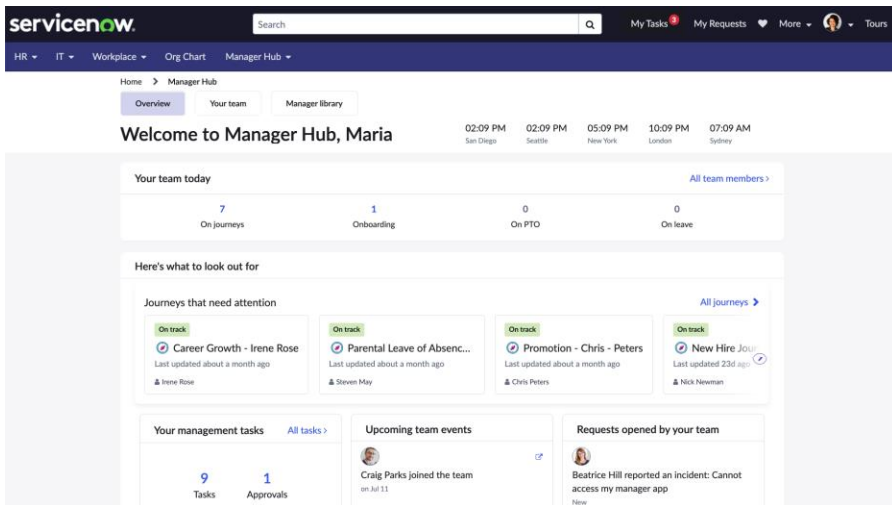 servicenow.
Search
My Tasks 3 My Requests More Tours
HR IT Workplace Org Chart Manager Hub
Home > Manager Hub
Overview Your team Manager library
Welcome to Manager Hub, Maria
02:09 PM 02:09 PM 05:09 PM 10:09 PM 07:09 AM
San Diego Seattle New York London Sydney
Your team today All team members >
7 1 0 0
On journeys Onboarding On PTO On leave
Here's what to look out for
Journeys that need attention All journeys >
On track On track On track On track
Career Growth - Irene Rose Parental Leave of Absenc... Promotion - Chris - Peters New Hire Jou
Last updated about a month ago Last updated about a month ago Last updated about a month ago Last updated 23d ago
Irene Rose Steven May Chris Peters Nick Newman
Your management tasks All tasks > Upcoming team events Requests opened by your team
9 1
Tasks Approvals
Craig Parks joined the team
on Jul 11
Beatrice Hill reported an incident: Cannot
access my manager app
New